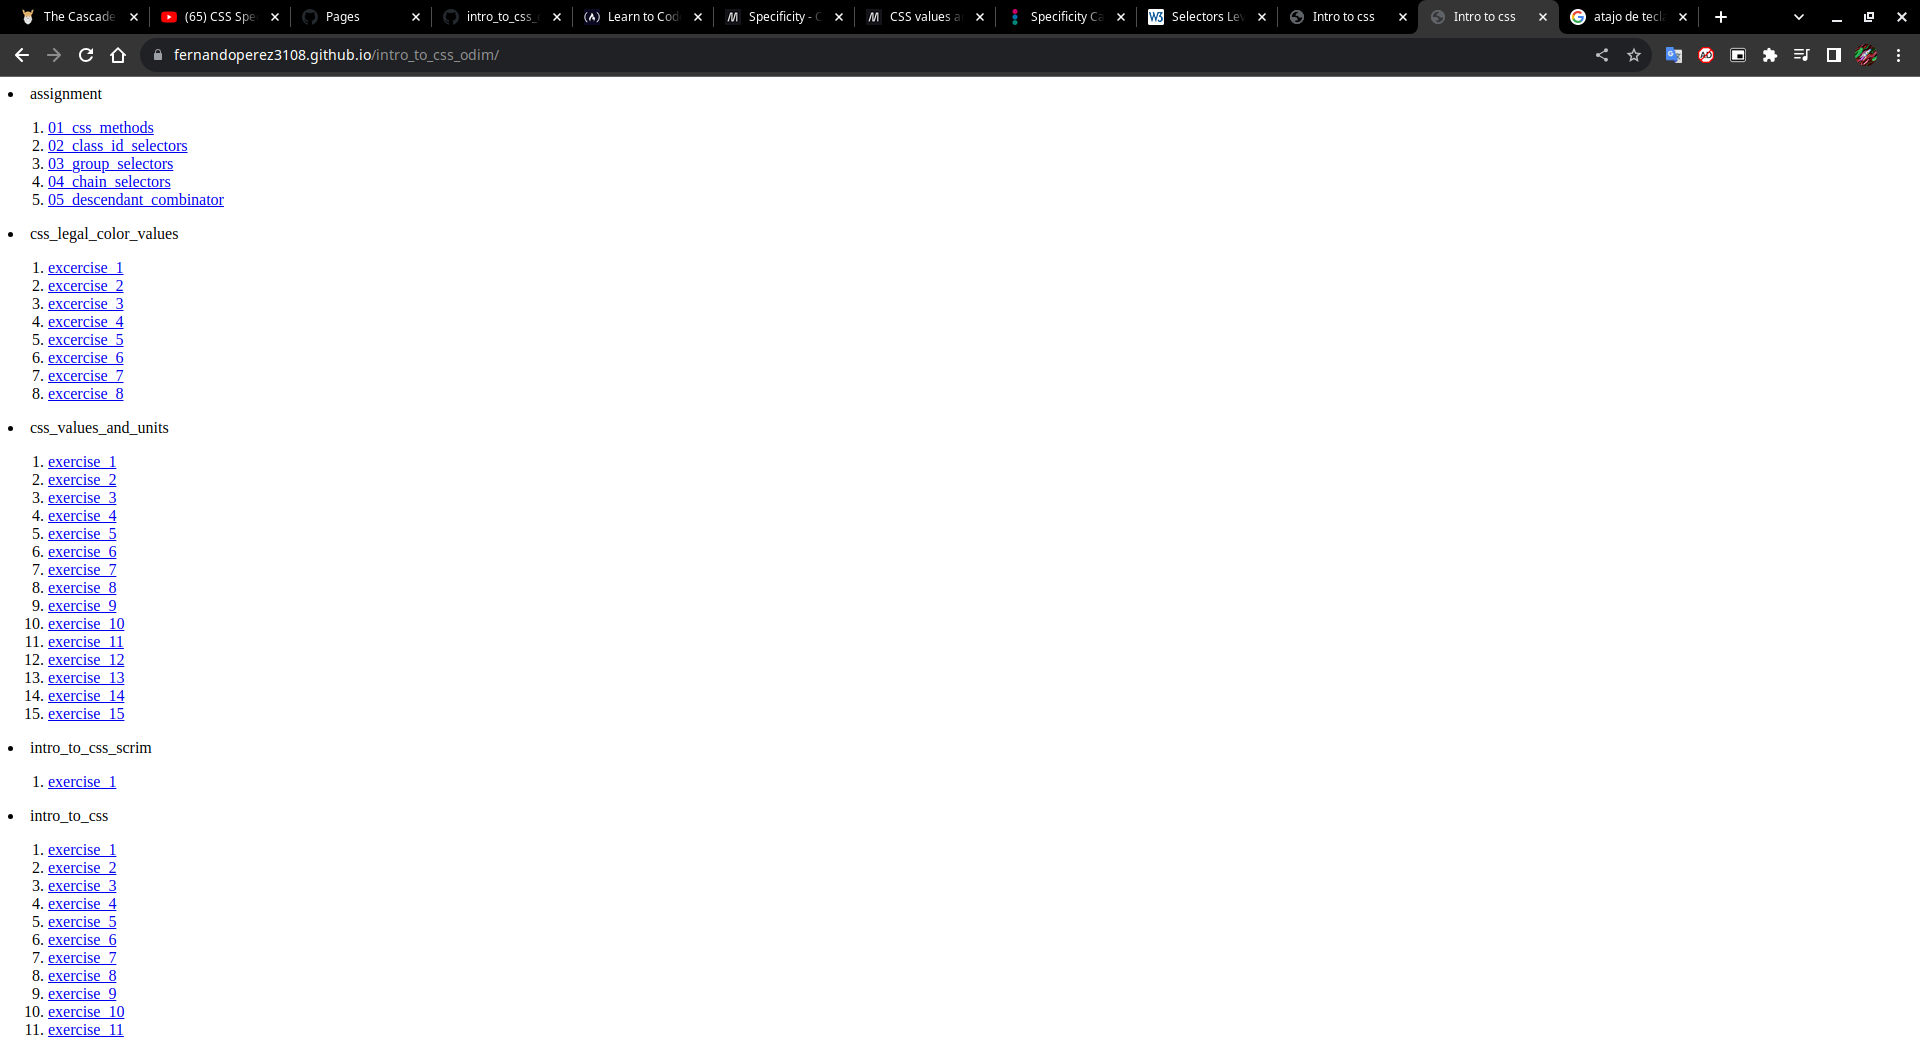 The Cascade
(65) CSS Spe
Pages
intro_to_css_
Learn to Cod
Specificity - C
CSS values a
Specificity Ca
Selectors Lev
Intro to css
Intro to css
atajo de tecla
fernandoperez3108.github.io/intro_to_css_odim/
• assignment
1. 01_css_methods
2. 02_class_id_selectors
3. 03_group_selectors
4. 04_chain_selectors
5. 05_descendant_combinator
• css_legal_color_values
1. excercise_1
2. excercise_2
3. excercise_3
4. excercise_4
5. excercise_5
6. excercise_6
7. excercise_7
8. excercise_8
• css_values_and_units
1. exercise_1
2. exercise_2
3. exercise_3
4. exercise_4
5. exercise_5
6. exercise_6
7. exercise_7
8. exercise_8
9. exercise_9
10. exercise_10
11. exercise_11
12. exercise_12
13. exercise_13
14. exercise_14
15. exercise_15
• intro_to_css_scrim
1. exercise_1
• intro_to_css
1. exercise_1
2. exercise_2
3. exercise_3
4. exercise_4
5. exercise_5
6. exercise_6
7. exercise_7
8. exercise_8
9. exercise_9
10. exercise_10
11. exercise_11